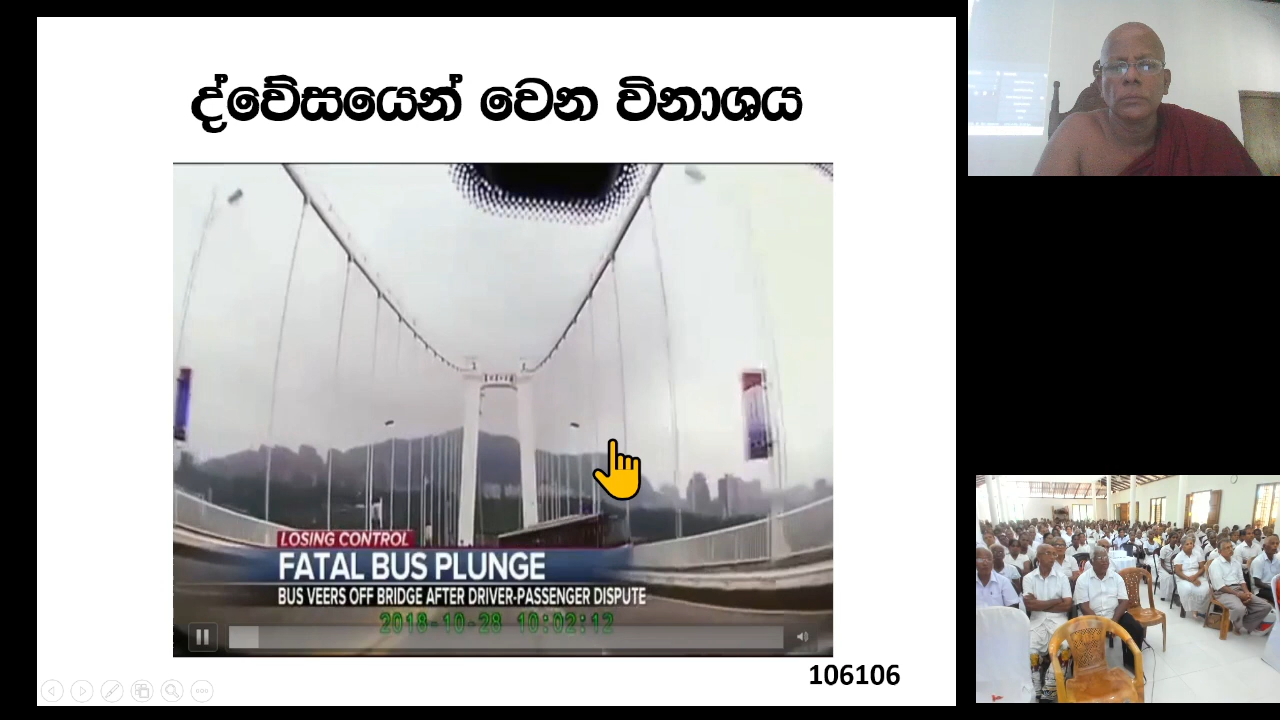 ද්වේසයෙන් වෙන විනාශය
LOSING CONTROL
FATAL BUS PLUNGE
BUS VEERS OFF BRIDGE AFTER DRIVER-PASSENGER DISPUTE
2018-10-28 10:02:12
106106